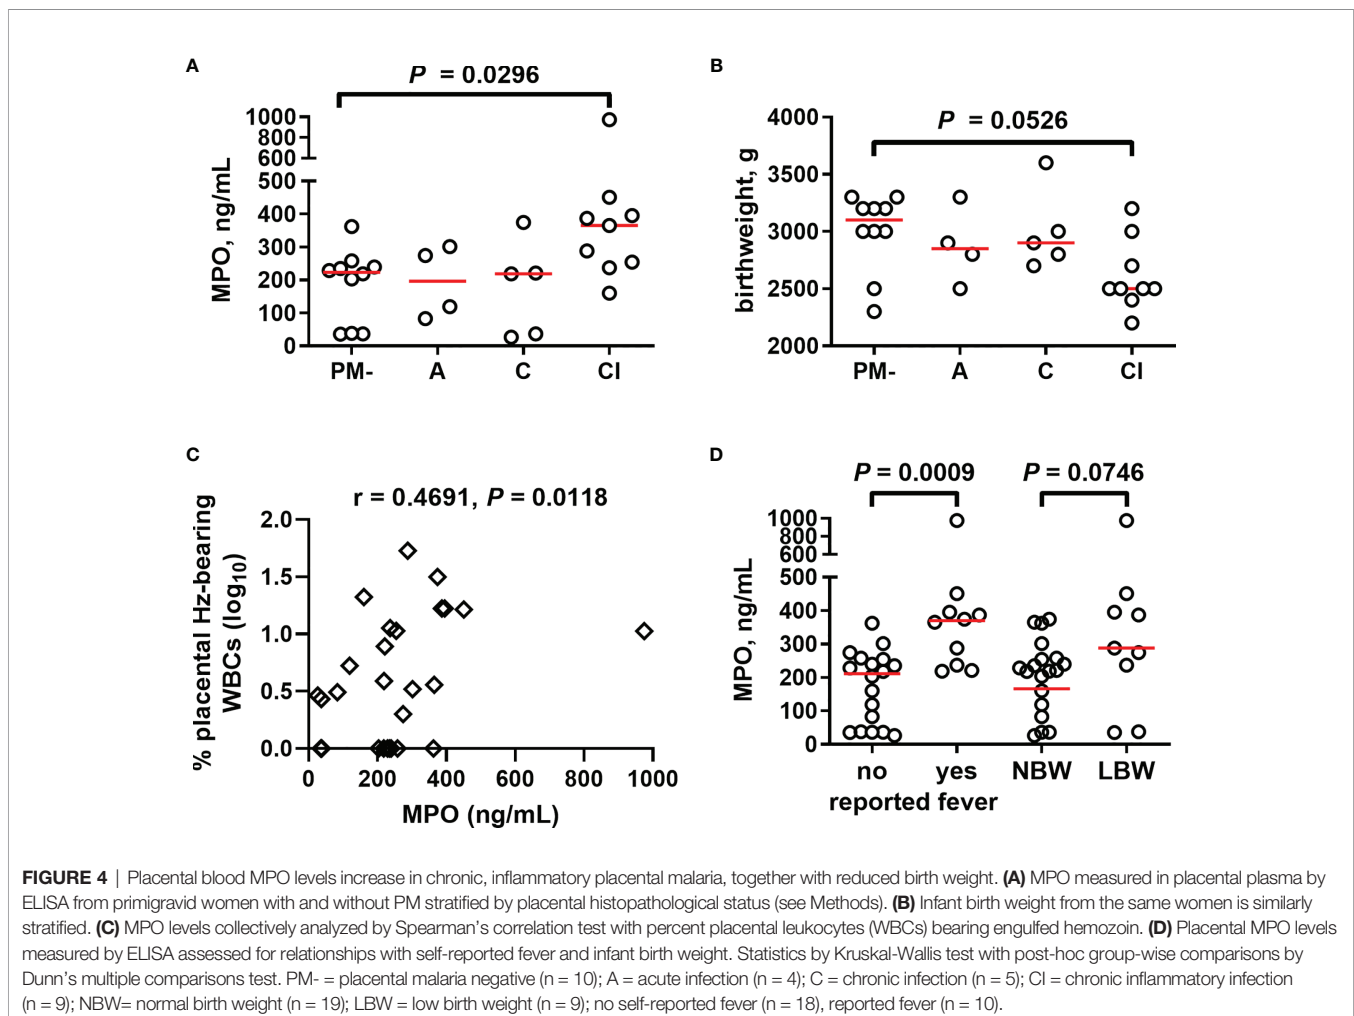 A
P = 0.0296
1000
800
600
500
400
300
200
100
0
MPO, ng/mL
PM- A C CI
B
P = 0.0526
4000
3500
3000
2500
2000
birthweight, g
PM- A C CI
C
r = 0.4691, P = 0.0118
% placental Hz-bearing
WBCs (log10)
2.0
1.5
1.0
0.5
0.0
0 200 400 600 800 1000
MPO (ng/mL)
D
P = 0.0009 P = 0.0746
1000
800
600
500
400
300
200
100
0
MPO, ng/mL
no yes NBW LBW
reported fever
FIGURE 4 | Placental blood MPO levels increase in chronic, inflammatory placental malaria, together with reduced birth weight. (A) MPO measured in placental plasma by
ELISA from primigravid women with and without PM stratified by placental histopathological status (see Methods). (B) Infant birth weight from the same women is similarly
stratified. (C) MPO levels collectively analyzed by Spearman’s correlation test with percent placental leukocytes (WBCs) bearing engulfed hemozoin. (D) Placental MPO levels
measured by ELISA assessed for relationships with self-reported fever and infant birth weight. Statistics by Kruskal-Wallis test with post-hoc group-wise comparisons by
Dunn’s multiple comparisons test. PM- = placental malaria negative (n = 10); A = acute infection (n = 4); C = chronic infection (n = 5); CI = chronic inflammatory infection
(n = 9); NBW= normal birth weight (n = 19); LBW = low birth weight (n = 9); no self-reported fever (n = 18), reported fever (n = 10).